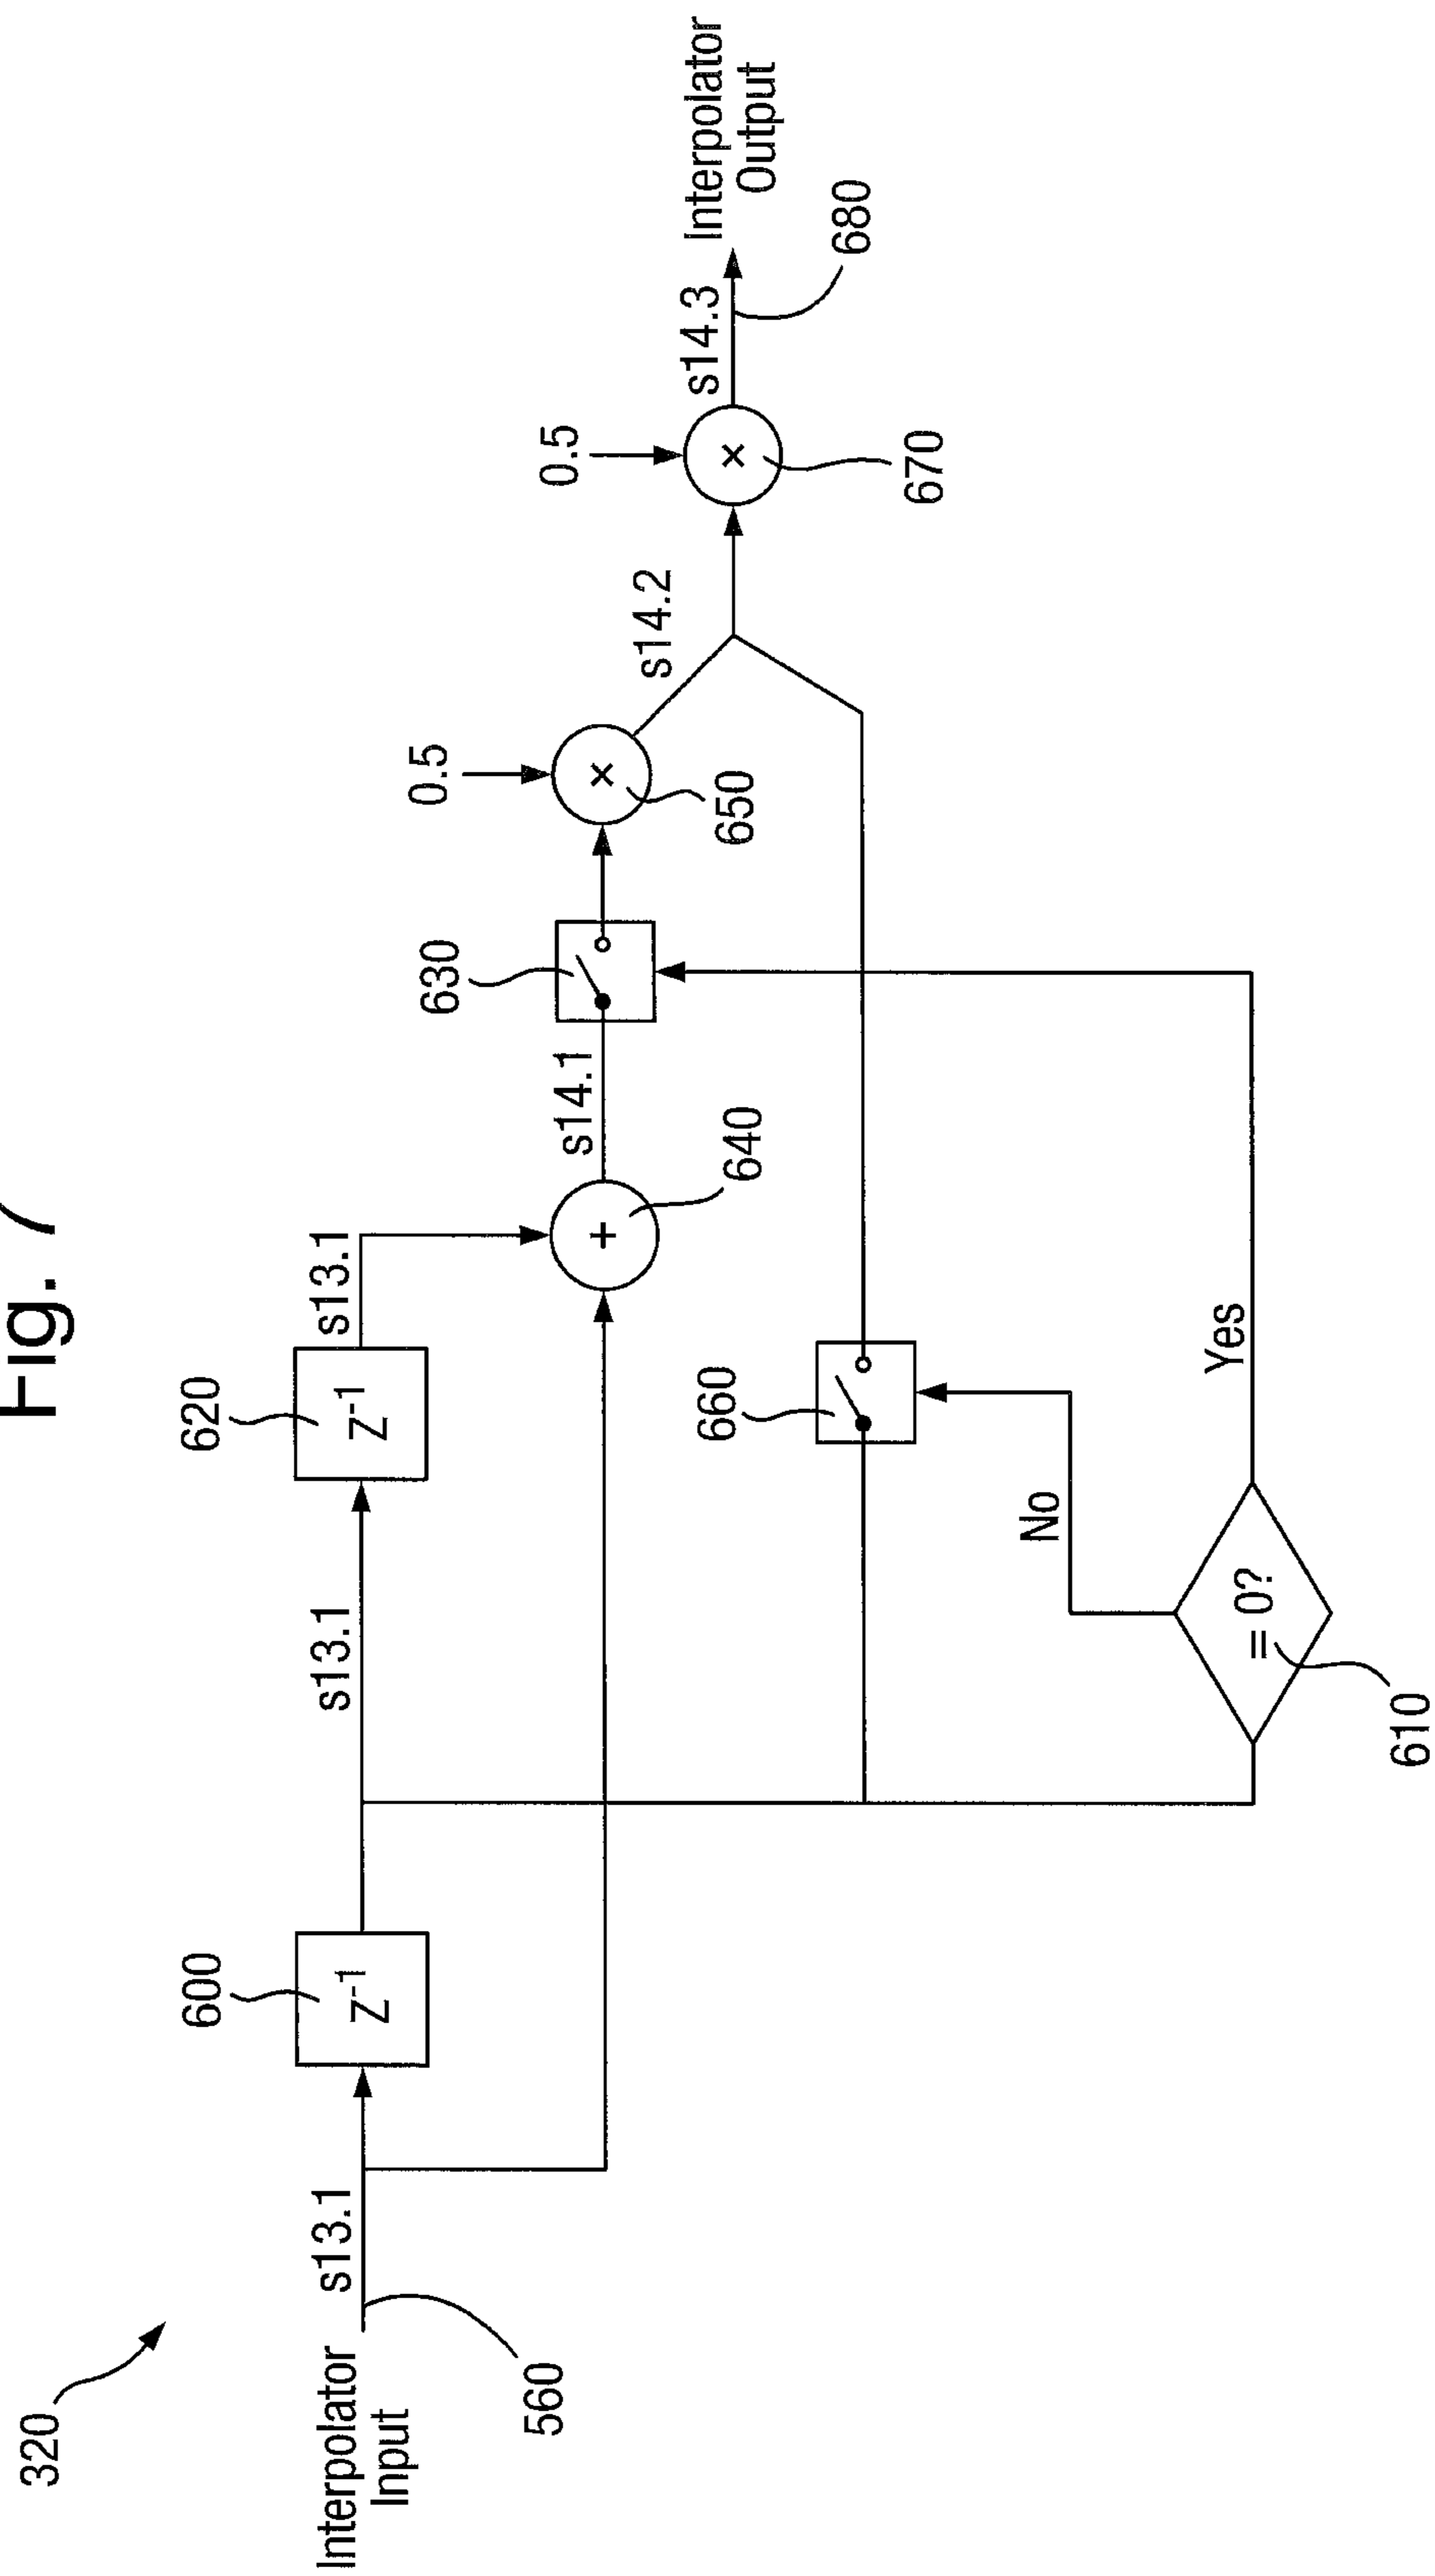 Fig. 7
320
Interpolator
Input
560
s13.1
600
Z-1
s13.1
620
Z-1
s13.1
+
640
s14.1
630
0.5
×
650
s14.2
0.5
×
670
s14.3
680
Interpolator
Output
660
No
Yes
= 0?
610